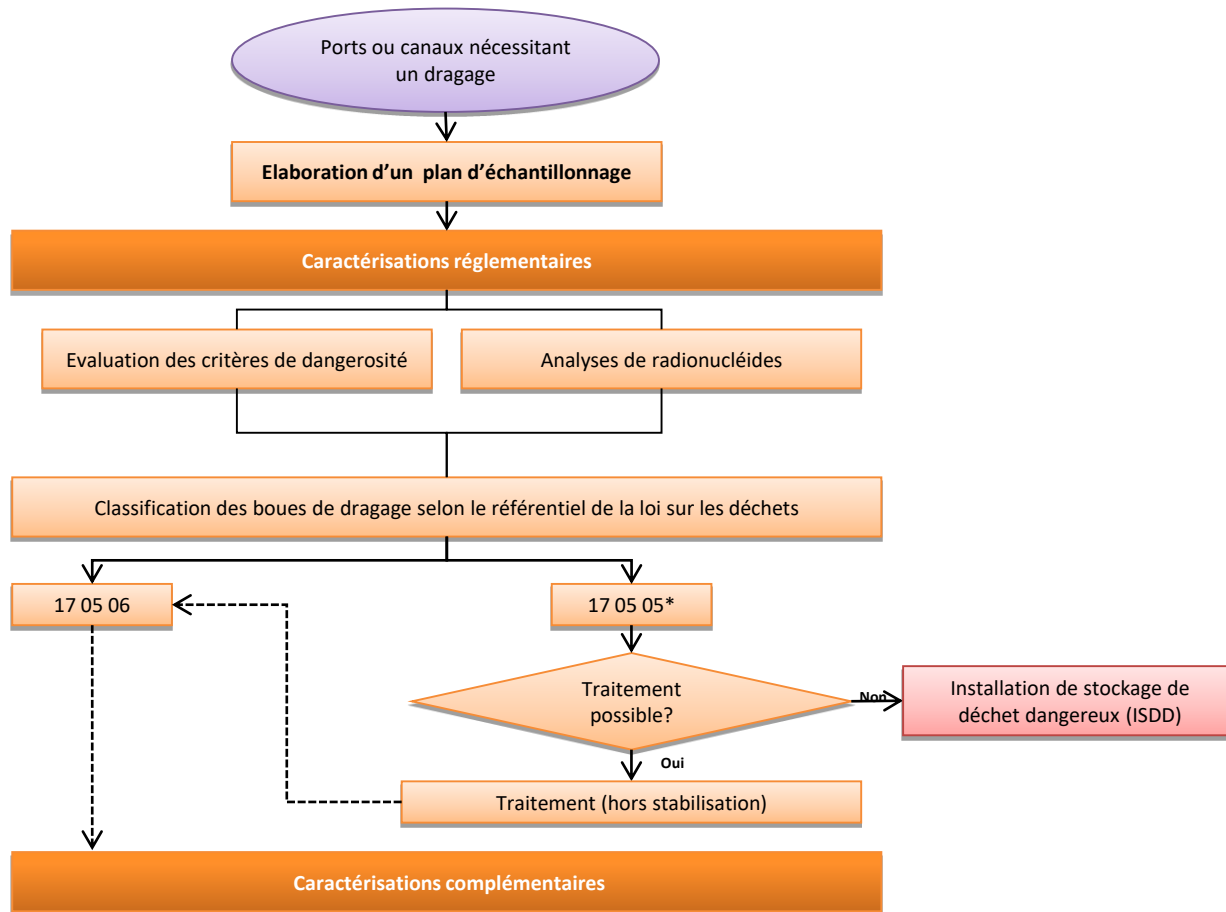 Ports ou canaux nécessitant
un dragage
Elaboration d'un plan d'échantillonnage
Caractérisations réglementaires
Evaluation des critères de dangerosité
Analyses de radionucléides
Classification des boues de dragage selon le référentiel de la loi sur les déchets
17 05 06
17 05 05*
Traitement
possible?
Non
Installation de stockage de
déchet dangereux (ISDD)
Oui
Traitement (hors stabilisation)
Caractérisations complémentaires